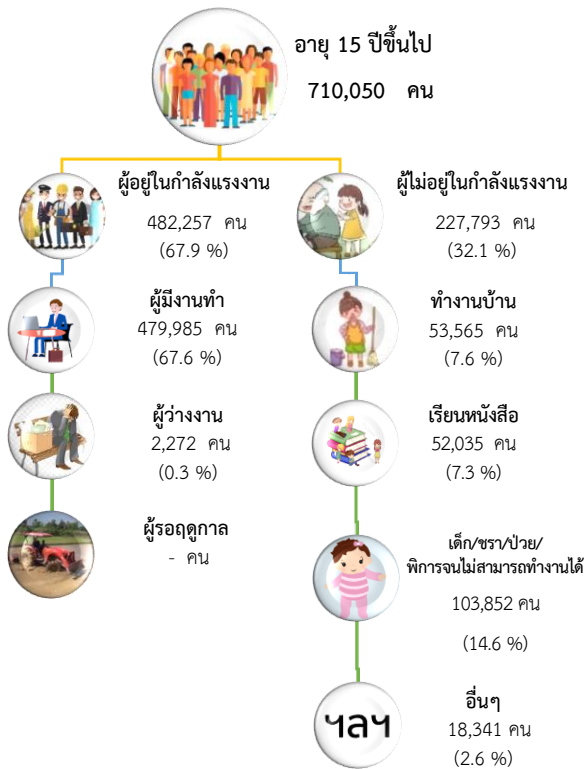 อายุ 15 ปีขึ้นไป
710,050 คน
ผู้อยู่ในกำลังแรงงาน
482,257 คน
(67.9 %)
ผู้มีงานทำ
479,985 คน
(67.6 %)
ผู้ว่างงาน
2,272 คน
(0.3 %)
ผู้รอฤดูกาล
- คน
ผู้ไม่อยู่ในกำลังแรงงาน
227,793 คน
(32.1 %)
ทำงานบ้าน
53,565 คน
(7.6 %)
เรียนหนังสือ
52,035 คน
(7.3 %)
เด็ก/ชรา/ป่วย/
พิการจนไม่สามารถทำงานได้
103,852 คน
(14.6 %)
ฯลฯ
อื่นๆ
18,341 คน
(2.6 %)